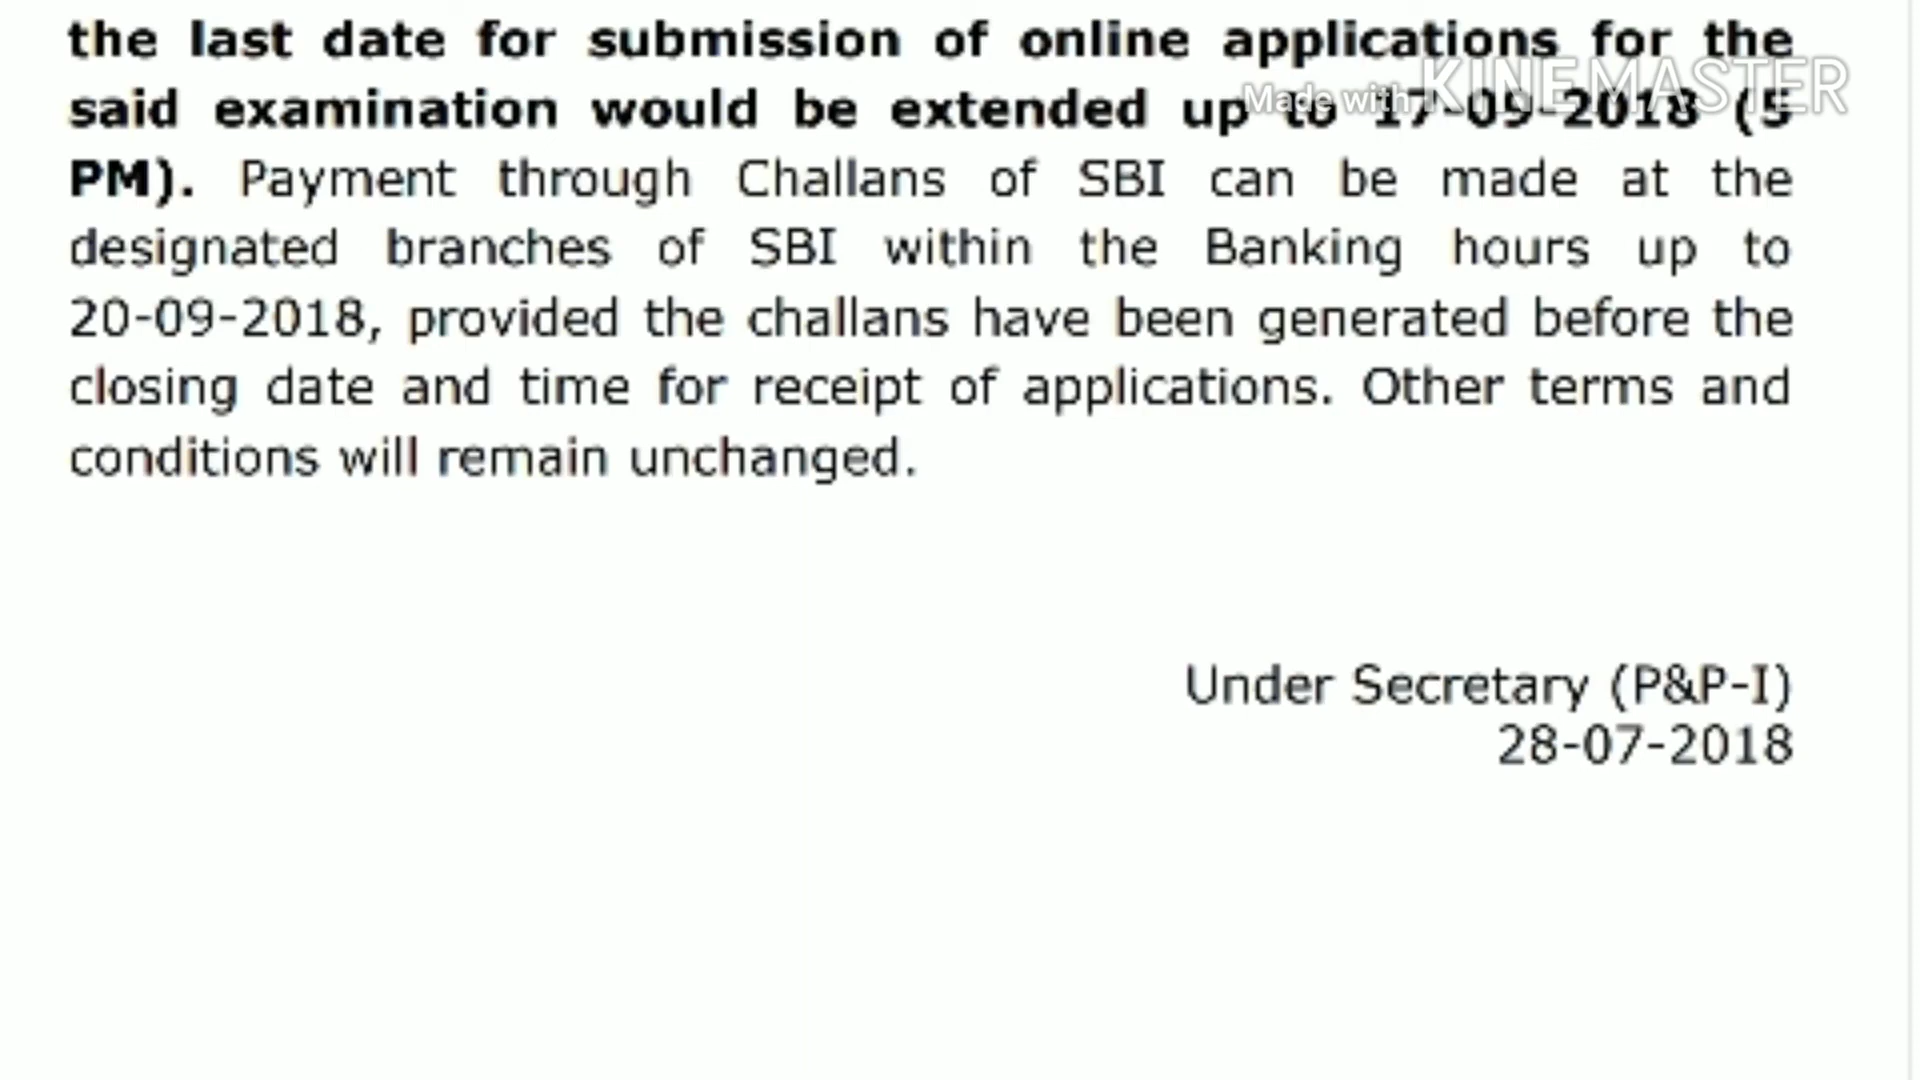 the last date for submission of online applications for the
said examination would be extended up to 17-09-2018 (5
PM). Payment through Challans of SBI can be made at the
designated branches of SBI within the Banking hours up to
20-09-2018, provided the challans have been generated before the
closing date and time for receipt of applications. Other terms and
conditions will remain unchanged.
Under Secretary (P&P-I)
28-07-2018
Made with KINEMASTER